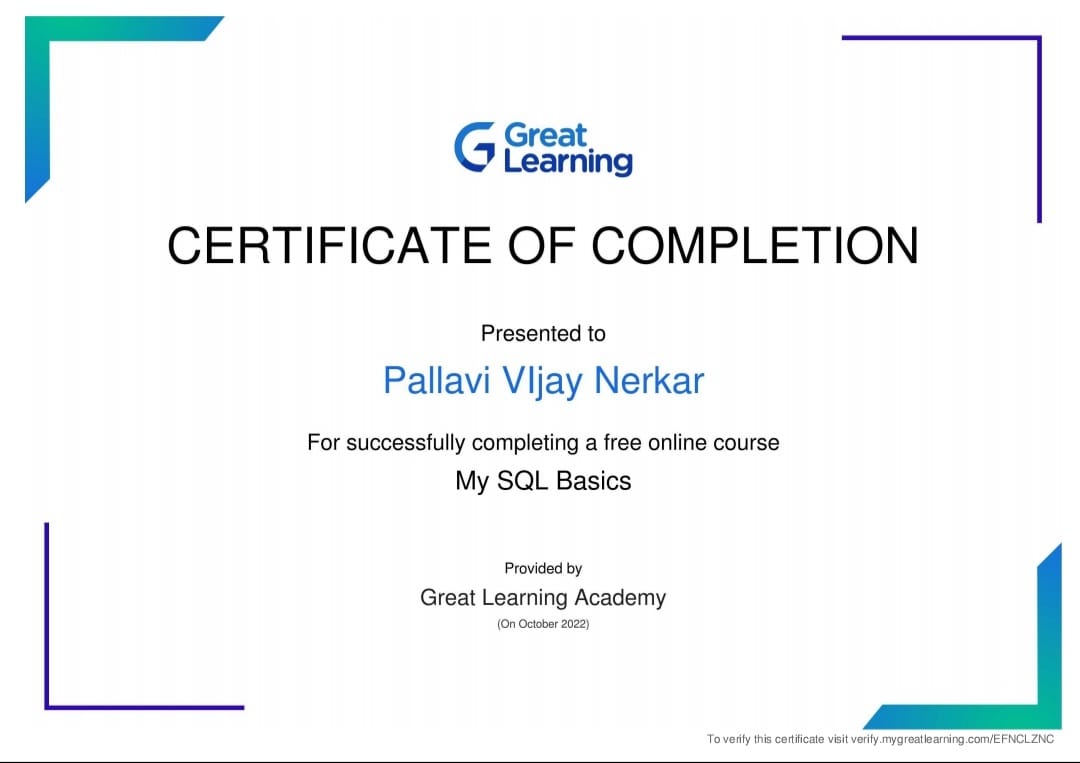 Great
Learning
CERTIFICATE OF COMPLETION
Presented to
Pallavi VIjay Nerkar
For successfully completing a free online course
My SQL Basics
Provided by
Great Learning Academy
(On October 2022)
To verify this certificate visit verify.mygreatlearning.com/EFNCLZNC